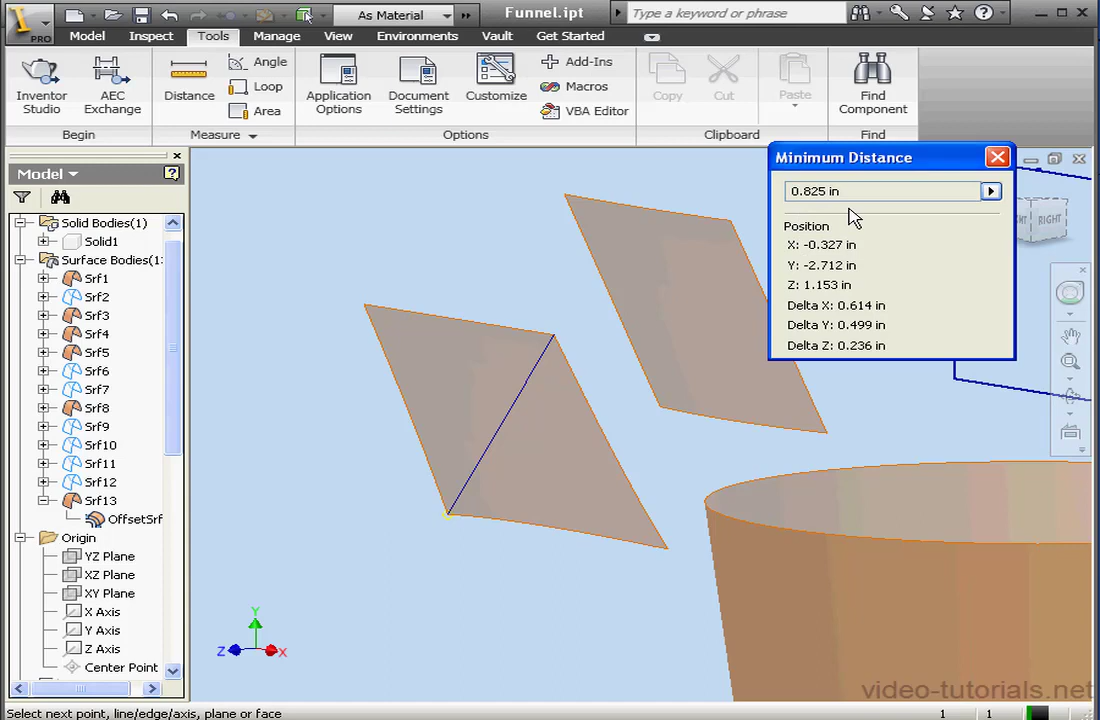 As Material
Funnel.ipt
Type a keyword or phrase
PRO
Model
Inspect
Tools
Manage
View
Environments
Vault
Get Started
Inventor Studio
AEC Exchange
Distance
Angle
Loop
Area
Application Options
Document Settings
Customize
Add-Ins
Macros
VBA Editor
Copy
Cut
Paste
Find Component
Begin
Measure
Options
Clipboard
Find
Model
Solid Bodies(1)
Solid1
Surface Bodies(1
Srf1
Srf2
Srf3
Srf4
Srf5
Srf6
Srf7
Srf8
Srf9
Srf10
Srf11
Srf12
Srf13
OffsetSrf
Origin
YZ Plane
XZ Plane
XY Plane
X Axis
Y Axis
Z Axis
Center Point
Minimum Distance
0.825 in
Position
X: -0.327 in
Y: -2.712 in
Z: 1.153 in
Delta X: 0.614 in
Delta Y: 0.499 in
Delta Z: 0.236 in
RIGHT
Y
Z
X
video-tutorials.net
Select next point, line/edge/axis, plane or face
1
1